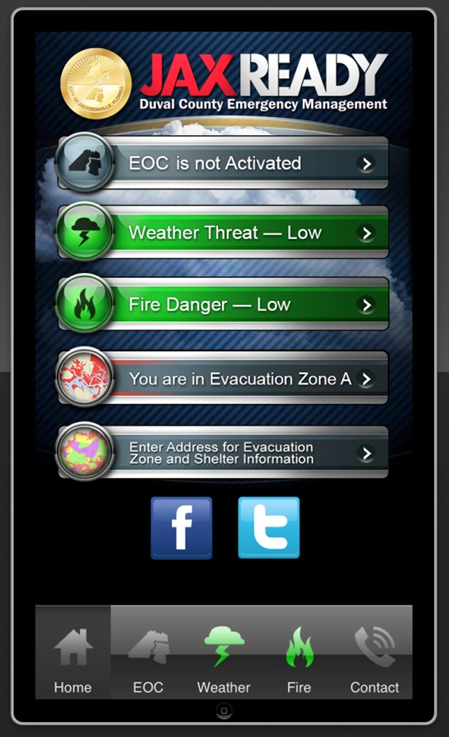 JAXREADY
Duval County Emergency Management
EOC is not Activated
Weather Threat — Low
Fire Danger — Low
You are in Evacuation Zone A
Enter Address for Evacuation
Zone and Shelter Information
f t
Home EOC Weather Fire Contact